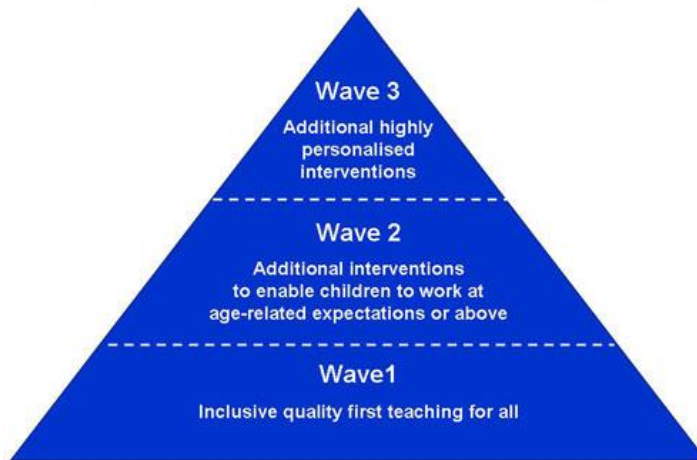 Wave 3
Additional highly
personalised
interventions
Wave 2
Additional interventions
to enable children to work at
age-related expectations or above
Wave1
Inclusive quality first teaching for all